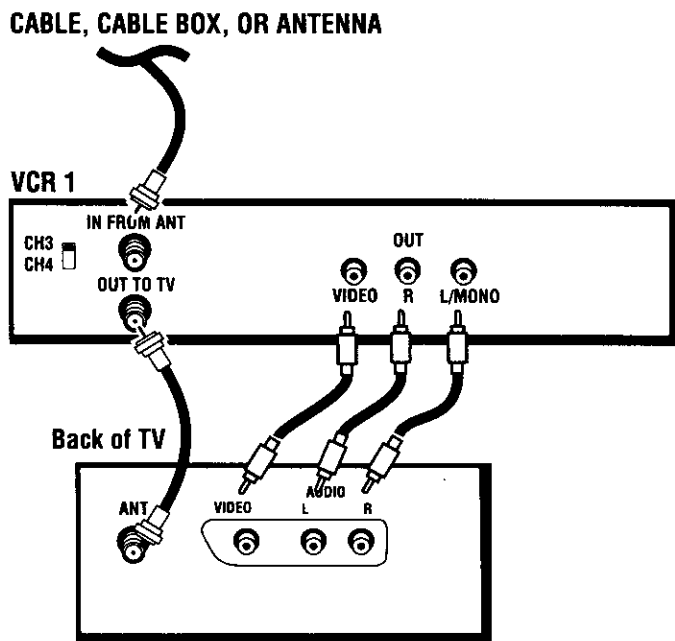 CABLE, CABLE BOX, OR ANTENNA
VCR 1
IN FROM ANT
CH3
CH4
OUT TO TV
OUT
VIDEO R L/MONO
Back of TV
ANT
AUDIO
VIDEO L R